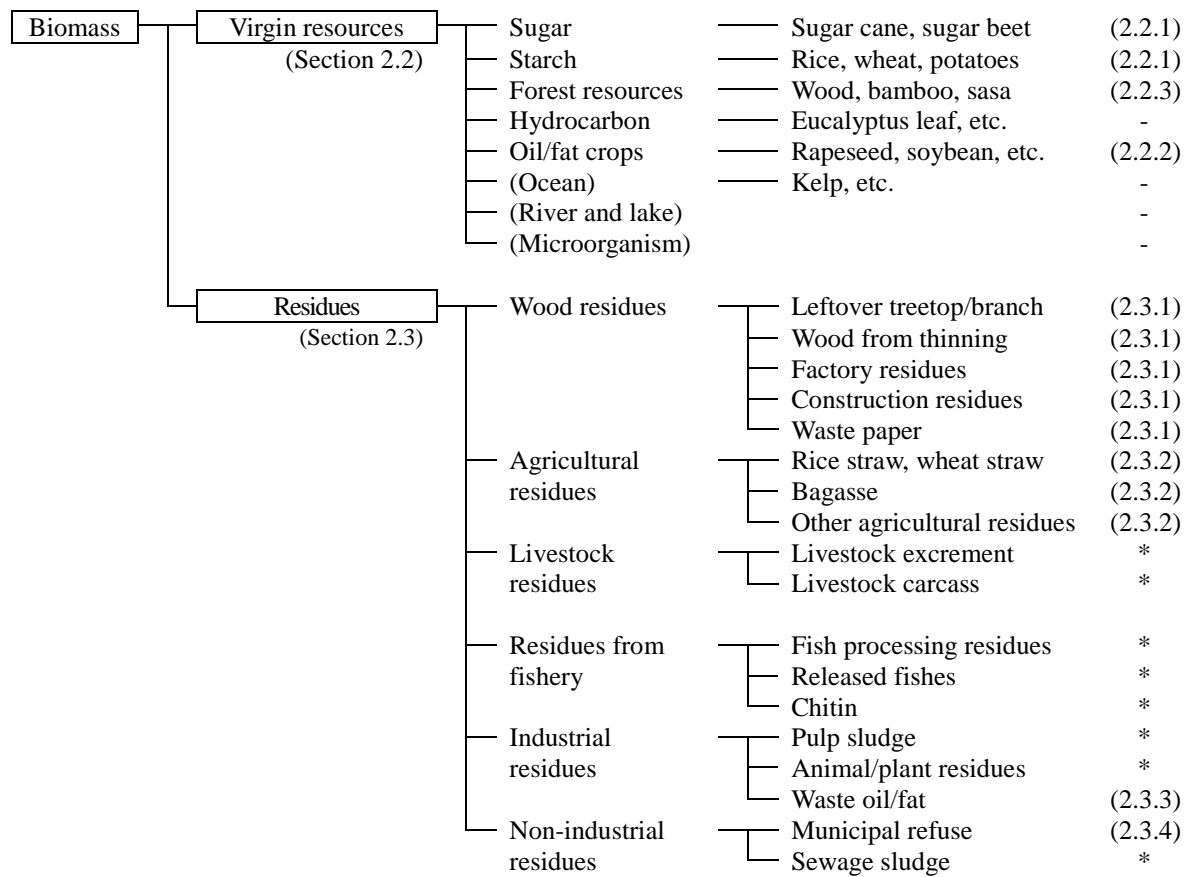 Biomass Virgin resources Sugar Sugar cane, sugar beet (2.2.1)
(Section 2.2) Starch Rice, wheat, potatoes (2.2.1)
Forest resources Wood, bamboo, sasa (2.2.3)
Hydrocarbon Eucalyptus leaf, etc. -
Oil/fat crops Rapeseed, soybean, etc. (2.2.2)
(Ocean) Kelp, etc. -
(River and lake) -
(Microorganism) -
Residues Wood residues Leftover treetop/branch (2.3.1)
(Section 2.3) Wood from thinning (2.3.1)
Factory residues (2.3.1)
Construction residues (2.3.1)
Waste paper (2.3.1)
Agricultural Rice straw, wheat straw (2.3.2)
residues Bagasse (2.3.2)
Other agricultural residues (2.3.2)
Livestock Livestock excrement *
residues Livestock carcass *
Residues from Fish processing residues *
fishery Released fishes *
Chitin *
Industrial Pulp sludge *
residues Animal/plant residues *
Waste oil/fat (2.3.3)
Non-industrial Municipal refuse (2.3.4)
residues Sewage sludge *